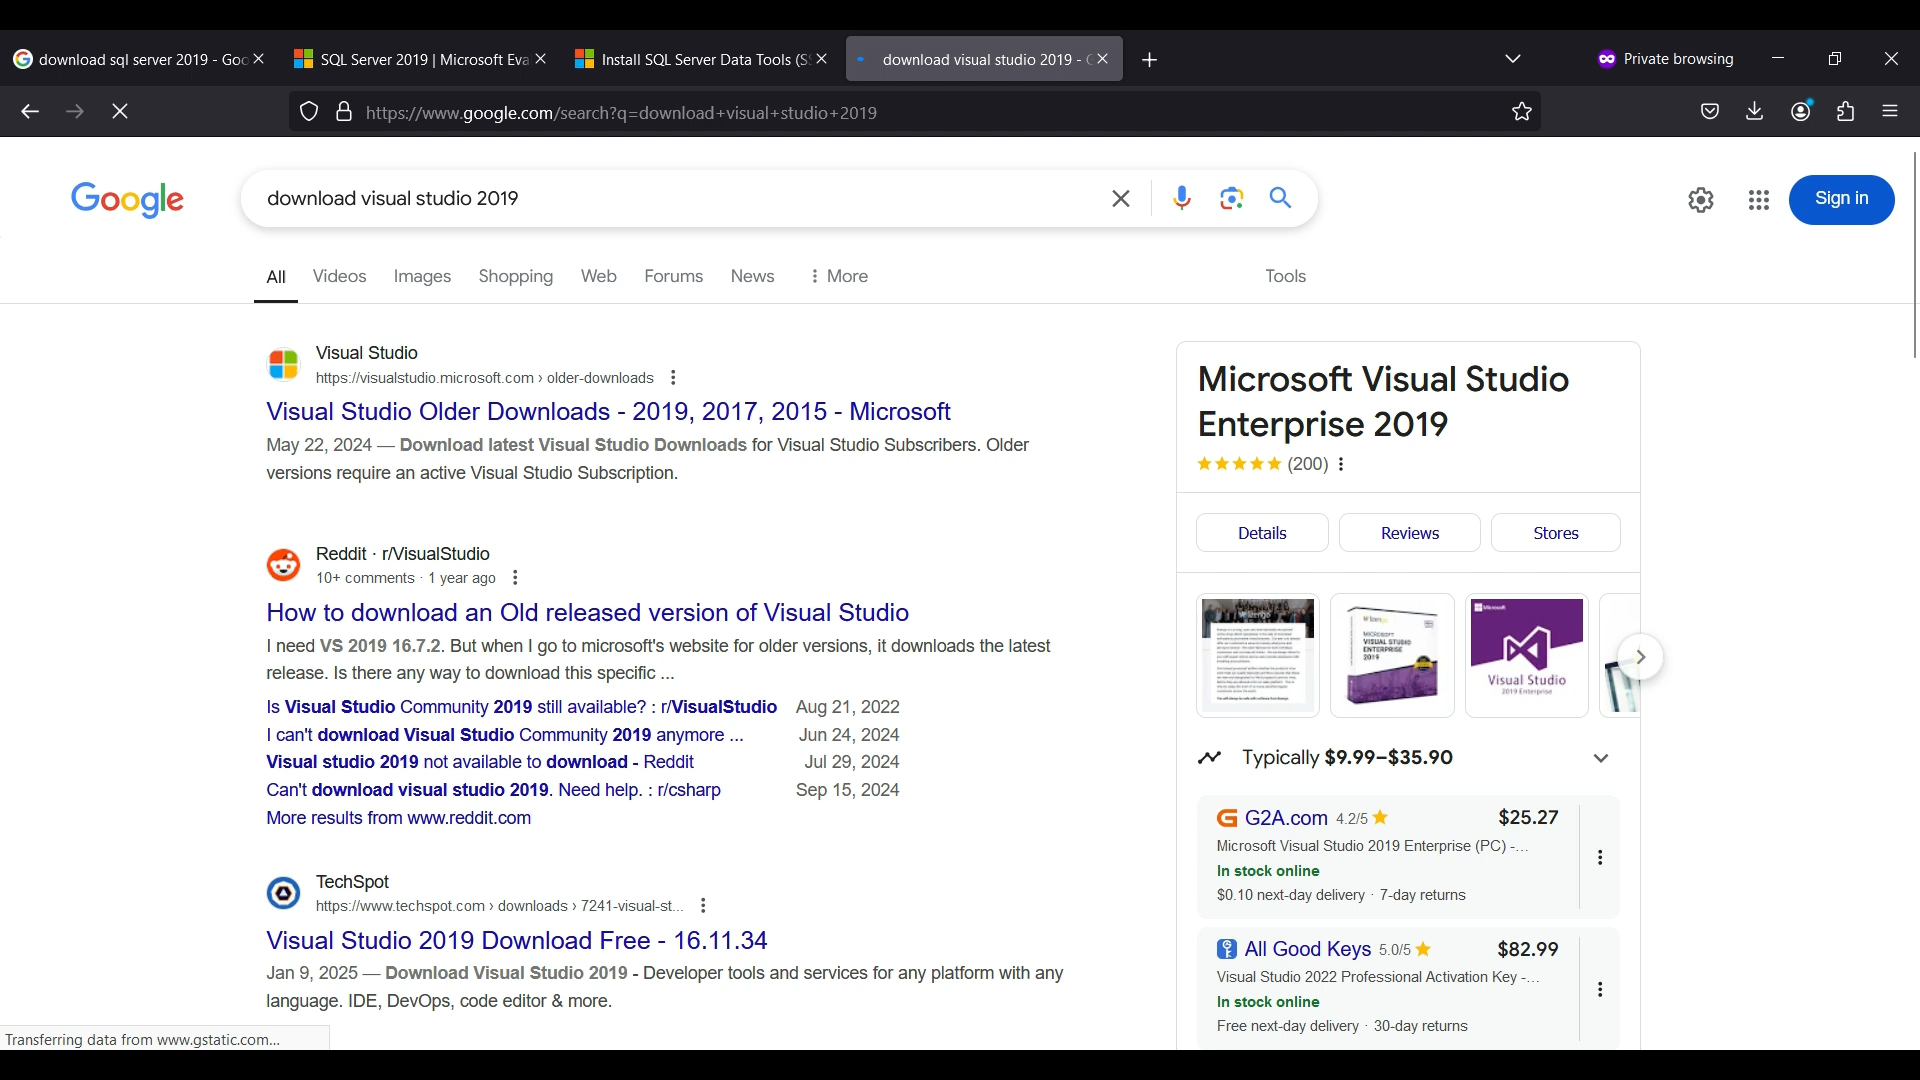 download sql server 2019 - Goo
SQL Server 2019 | Microsoft Eva
Install SQL Server Data Tools (S
download visual studio 2019 - G
Private browsing
https://www.google.com/search?q=download+visual+studio+2019
Google
download visual studio 2019
Sign in
All Videos Images Shopping Web Forums News More Tools
Visual Studio
https://visualstudio.microsoft.com › older-downloads
Visual Studio Older Downloads - 2019, 2017, 2015 - Microsoft
May 22, 2024 — Download latest Visual Studio Downloads for Visual Studio Subscribers. Older
versions require an active Visual Studio Subscription.
Reddit · r/VisualStudio
10+ comments · 1 year ago
How to download an Old released version of Visual Studio
I need VS 2019 16.7.2. But when I go to microsoft's website for older versions, it downloads the latest
release. Is there any way to download this specific ...
Is Visual Studio Community 2019 still available? : r/VisualStudio Aug 21, 2022
I can't download Visual Studio Community 2019 anymore ... Jun 24, 2024
Visual studio 2019 not available to download - Reddit Jul 29, 2024
Can't download visual studio 2019. Need help. : r/csharp Sep 15, 2024
More results from www.reddit.com
TechSpot
https://www.techspot.com › downloads › 7241-visual-st...
Visual Studio 2019 Download Free - 16.11.34
Jan 9, 2025 — Download Visual Studio 2019 - Developer tools and services for any platform with any
language. IDE, DevOps, code editor & more.
Microsoft Visual Studio
Enterprise 2019
(200)
Details Reviews Stores
MICROSOFT
VISUAL STUDIO
ENTERPRISE
2019
Microsoft
Visual Studio
2019 Enterprise
Typically $9.99–$35.90
G2A.com 4.2/5 $25.27
Microsoft Visual Studio 2019 Enterprise (PC) -...
In stock online
$0.10 next-day delivery · 7-day returns
All Good Keys 5.0/5 $82.99
Visual Studio 2022 Professional Activation Key -...
In stock online
Free next-day delivery · 30-day returns
Transferring data from www.gstatic.com...